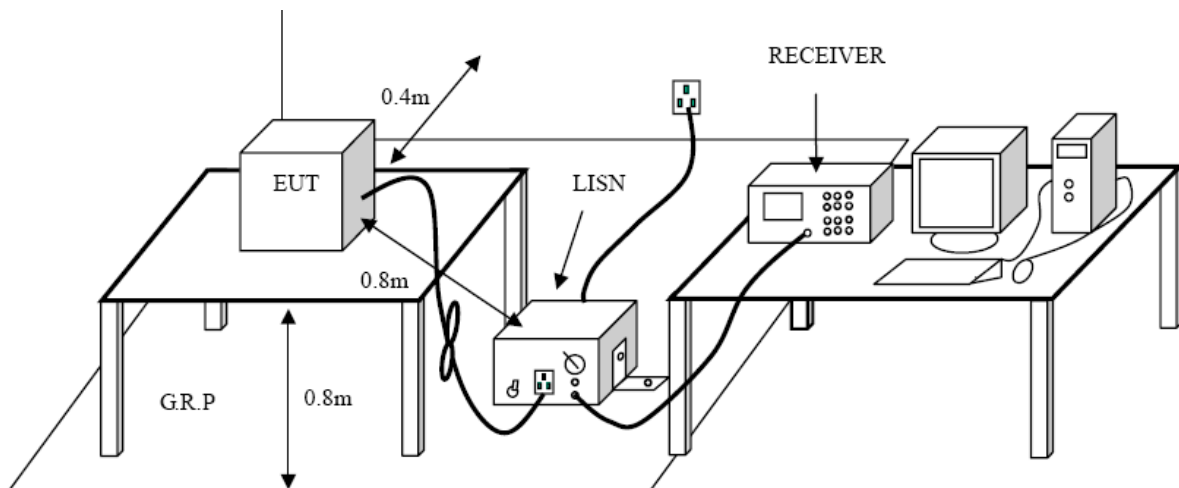 RECEIVER
0.4m
EUT
LISN
0.8m
G.R.P
0.8m